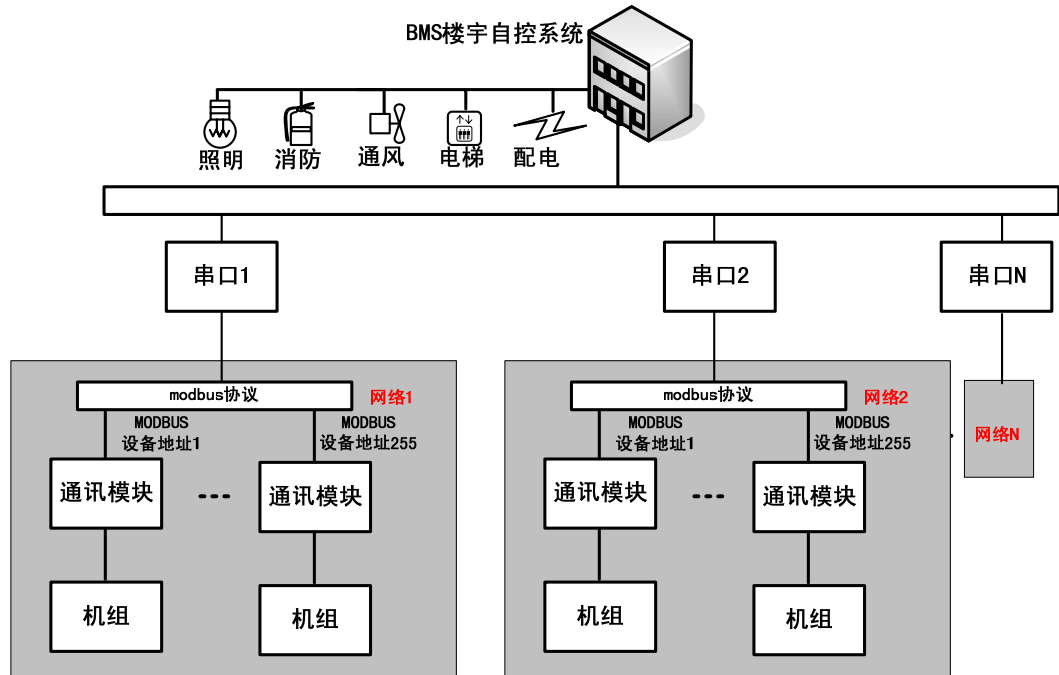 BMS楼宇自控系统
照明
消防
通风
电梯
配电
串口1
串口2
串口N
modbus协议
网络1
MODBUS
设备地址1
MODBUS
设备地址255
通讯模块
通讯模块
机组
机组
modbus协议
网络2
MODBUS
设备地址1
MODBUS
设备地址255
通讯模块
通讯模块
机组
机组
网络N